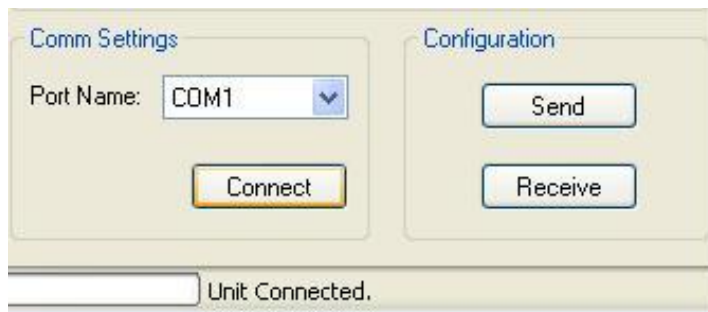 Comm Settings
Port Name: COM1
Connect
Configuration
Send
Receive
Unit Connected.